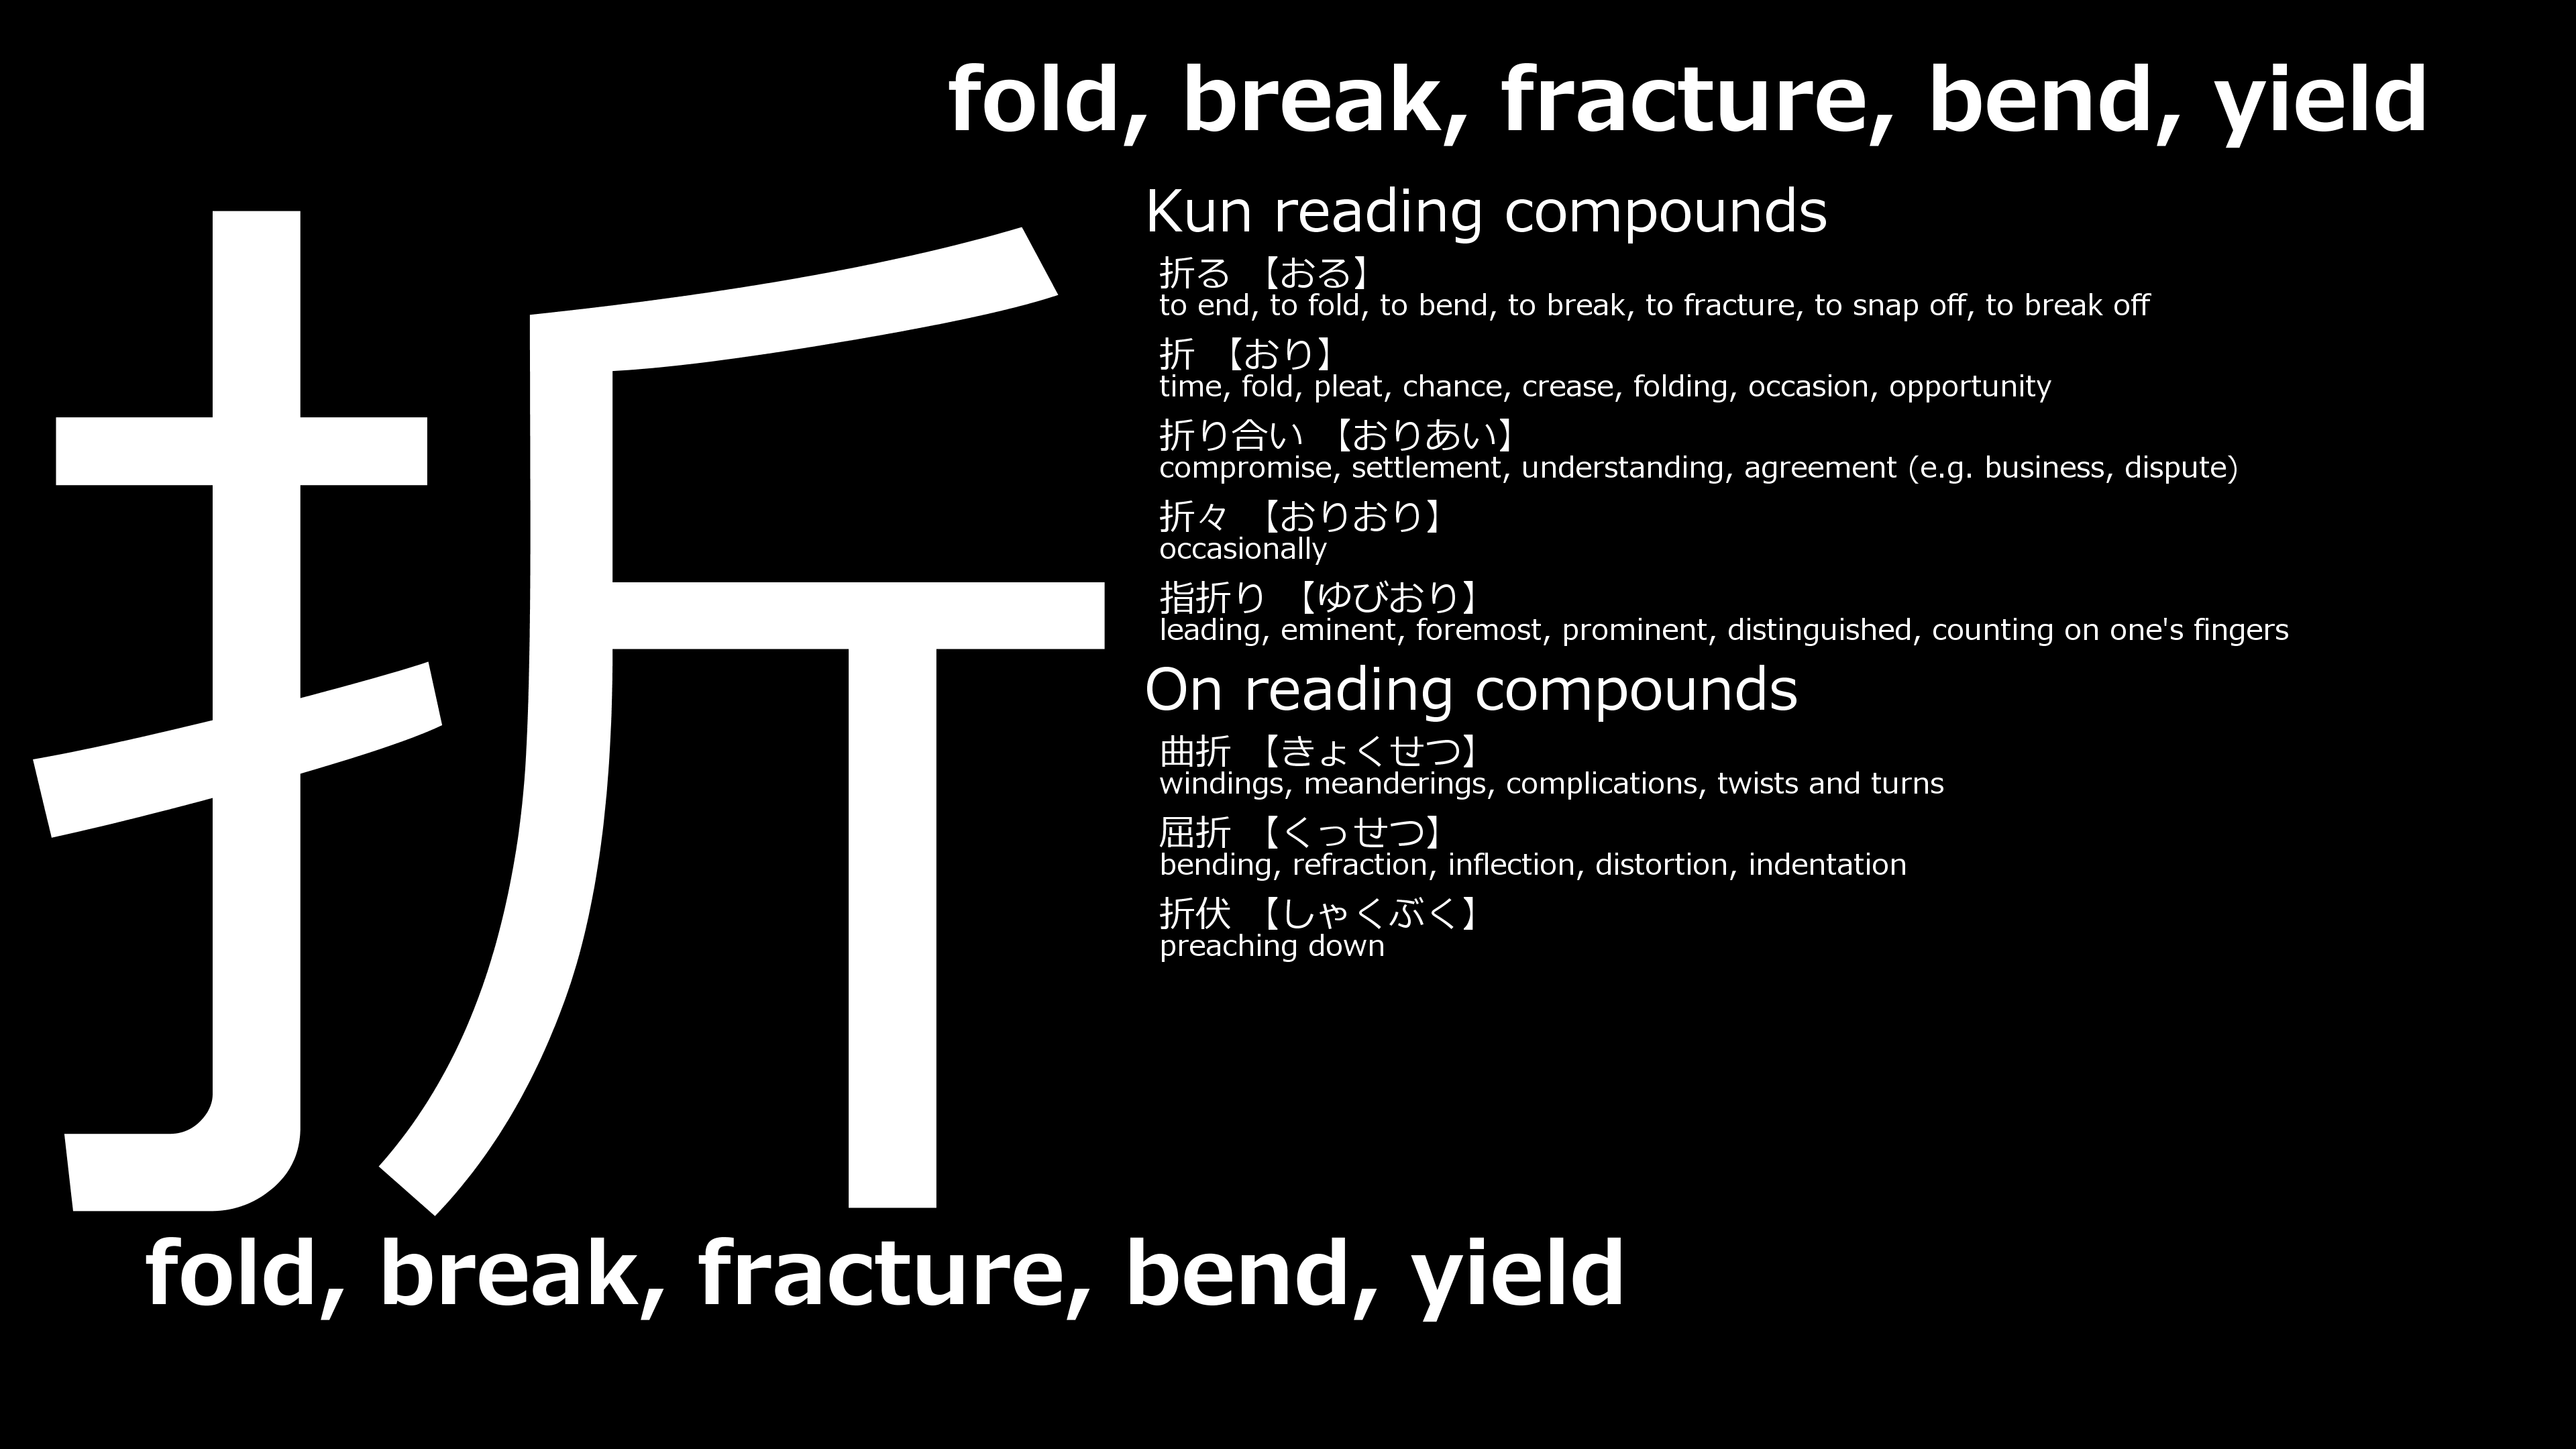 fold, break, fracture, bend, yield
折
Kun reading compounds
折る 【おる】
to end, to fold, to bend, to break, to fracture, to snap off, to break off
折 【おり】
time, fold, pleat, chance, crease, folding, occasion, opportunity
折り合い 【おりあい】
compromise, settlement, understanding, agreement (e.g. business, dispute)
折々 【おりおり】
occasionally
指折り 【ゆびおり】
leading, eminent, foremost, prominent, distinguished, counting on one's fingers
On reading compounds
曲折 【きょくせつ】
windings, meanderings, complications, twists and turns
屈折 【くっせつ】
bending, refraction, inflection, distortion, indentation
折伏 【しゃくぶく】
preaching down
fold, break, fracture, bend, yield